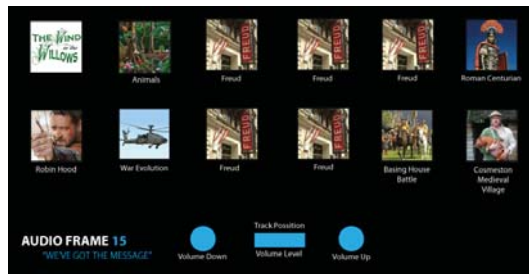 THE WIND
in the
WILLOWS
FREUD
FREUD
FREUD
Animals
Freud
Freud
Freud
Roman Centurian
FREUD
FREUD
Robin Hood
War Evolution
Freud
Freud
Basing House
Battle
Cosmeston
Medieval
Village
Track Possition
AUDIO FRAME 15
"WE'VE GOT THE MESSAGE"
Volume Down
Volume Level
Volume Up